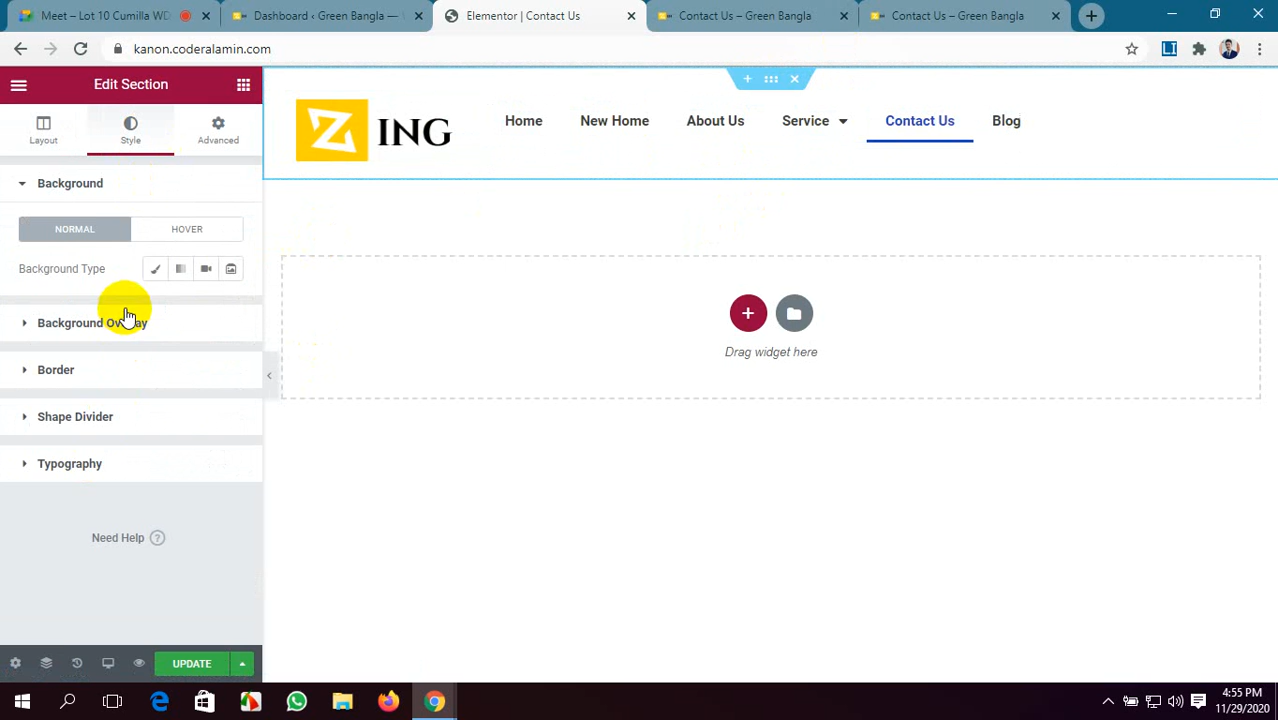 Meet – Lot 10 Cumilla WD
Dashboard ‹ Green Bangla —
Elementor | Contact Us
Contact Us – Green Bangla
Contact Us – Green Bangla
kanon.coderalamin.com
Edit Section
Layout
Style
Advanced
Background
NORMAL
HOVER
Background Type
Background Overlay
Border
Shape Divider
Typography
Need Help ?
UPDATE
Z ING
Home
New Home
About Us
Service
Contact Us
Blog
Drag widget here
4:55 PM
11/29/2020